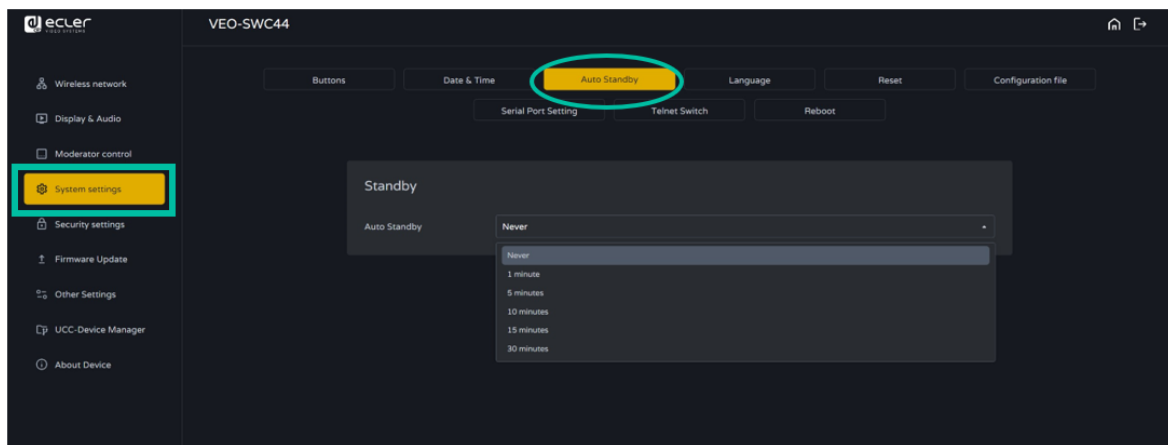 ecler
VIDEO SYSTEMS
VEO-SWC44
Wireless network
Display & Audio
Moderator control
System settings
Security settings
Firmware Update
Other Settings
UCC-Device Manager
About Device
Buttons Date & Time Auto Standby Language Reset Configuration file
Serial Port Setting Telnet Switch Reboot
Standby
Auto Standby Never
Never
1 minute
5 minutes
10 minutes
15 minutes
30 minutes